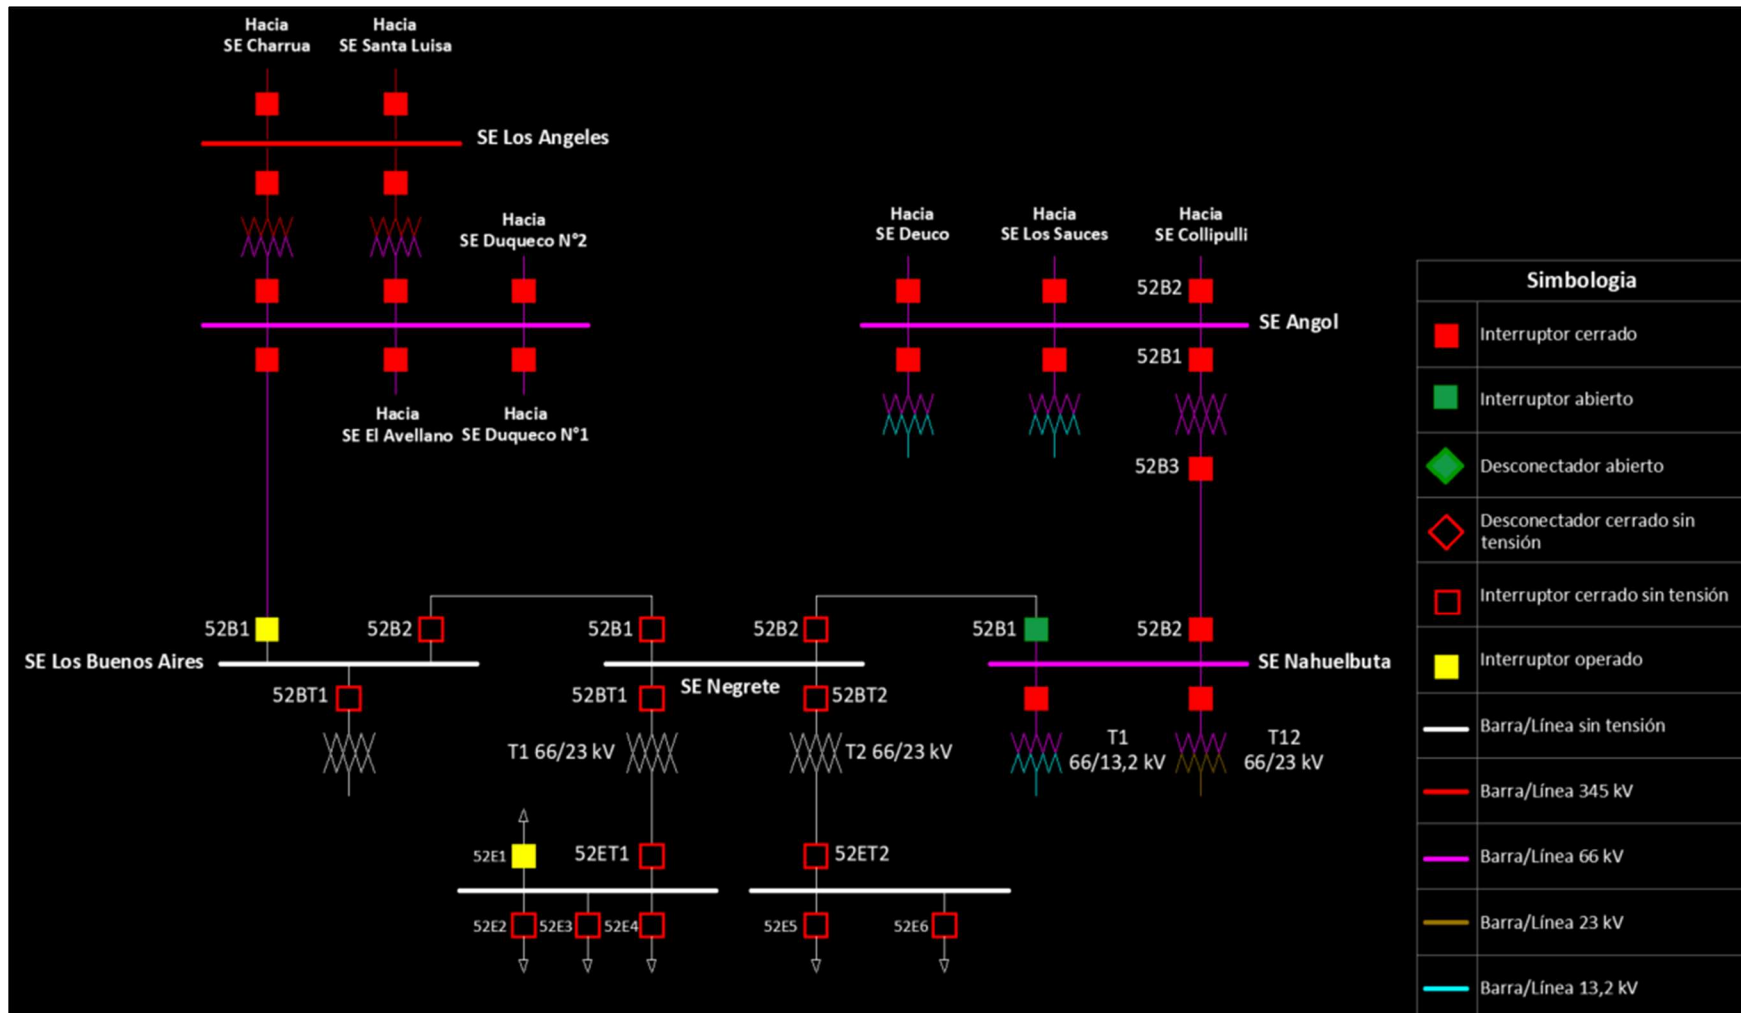 Hacia
SE Charrua
Hacia
SE Santa Luisa
SE Los Angeles
Hacia
SE Duqueco N°2
Hacia
SE El Avellano
Hacia
SE Duqueco N°1
Hacia
SE Deuco
Hacia
SE Los Sauces
Hacia
SE Collipulli
52B2
SE Angol
52B1
52B3
52B1
52B2
52B1
52B2
52B1
52B2
SE Los Buenos Aires
SE Negrete
SE Nahuelbuta
52BT1
52BT1
52BT2
T1 66/23 kV
T2 66/23 kV
T1
66/13,2 kV
T12
66/23 kV
52E1
52ET1
52ET2
52E2
52E3
52E4
52E5
52E6
Simbologia
Interruptor cerrado
Interruptor abierto
Desconectador abierto
Desconectador cerrado sin
tensión
Interruptor cerrado sin tensión
Interruptor operado
Barra/Línea sin tensión
Barra/Línea 345 kV
Barra/Línea 66 kV
Barra/Línea 23 kV
Barra/Línea 13,2 kV